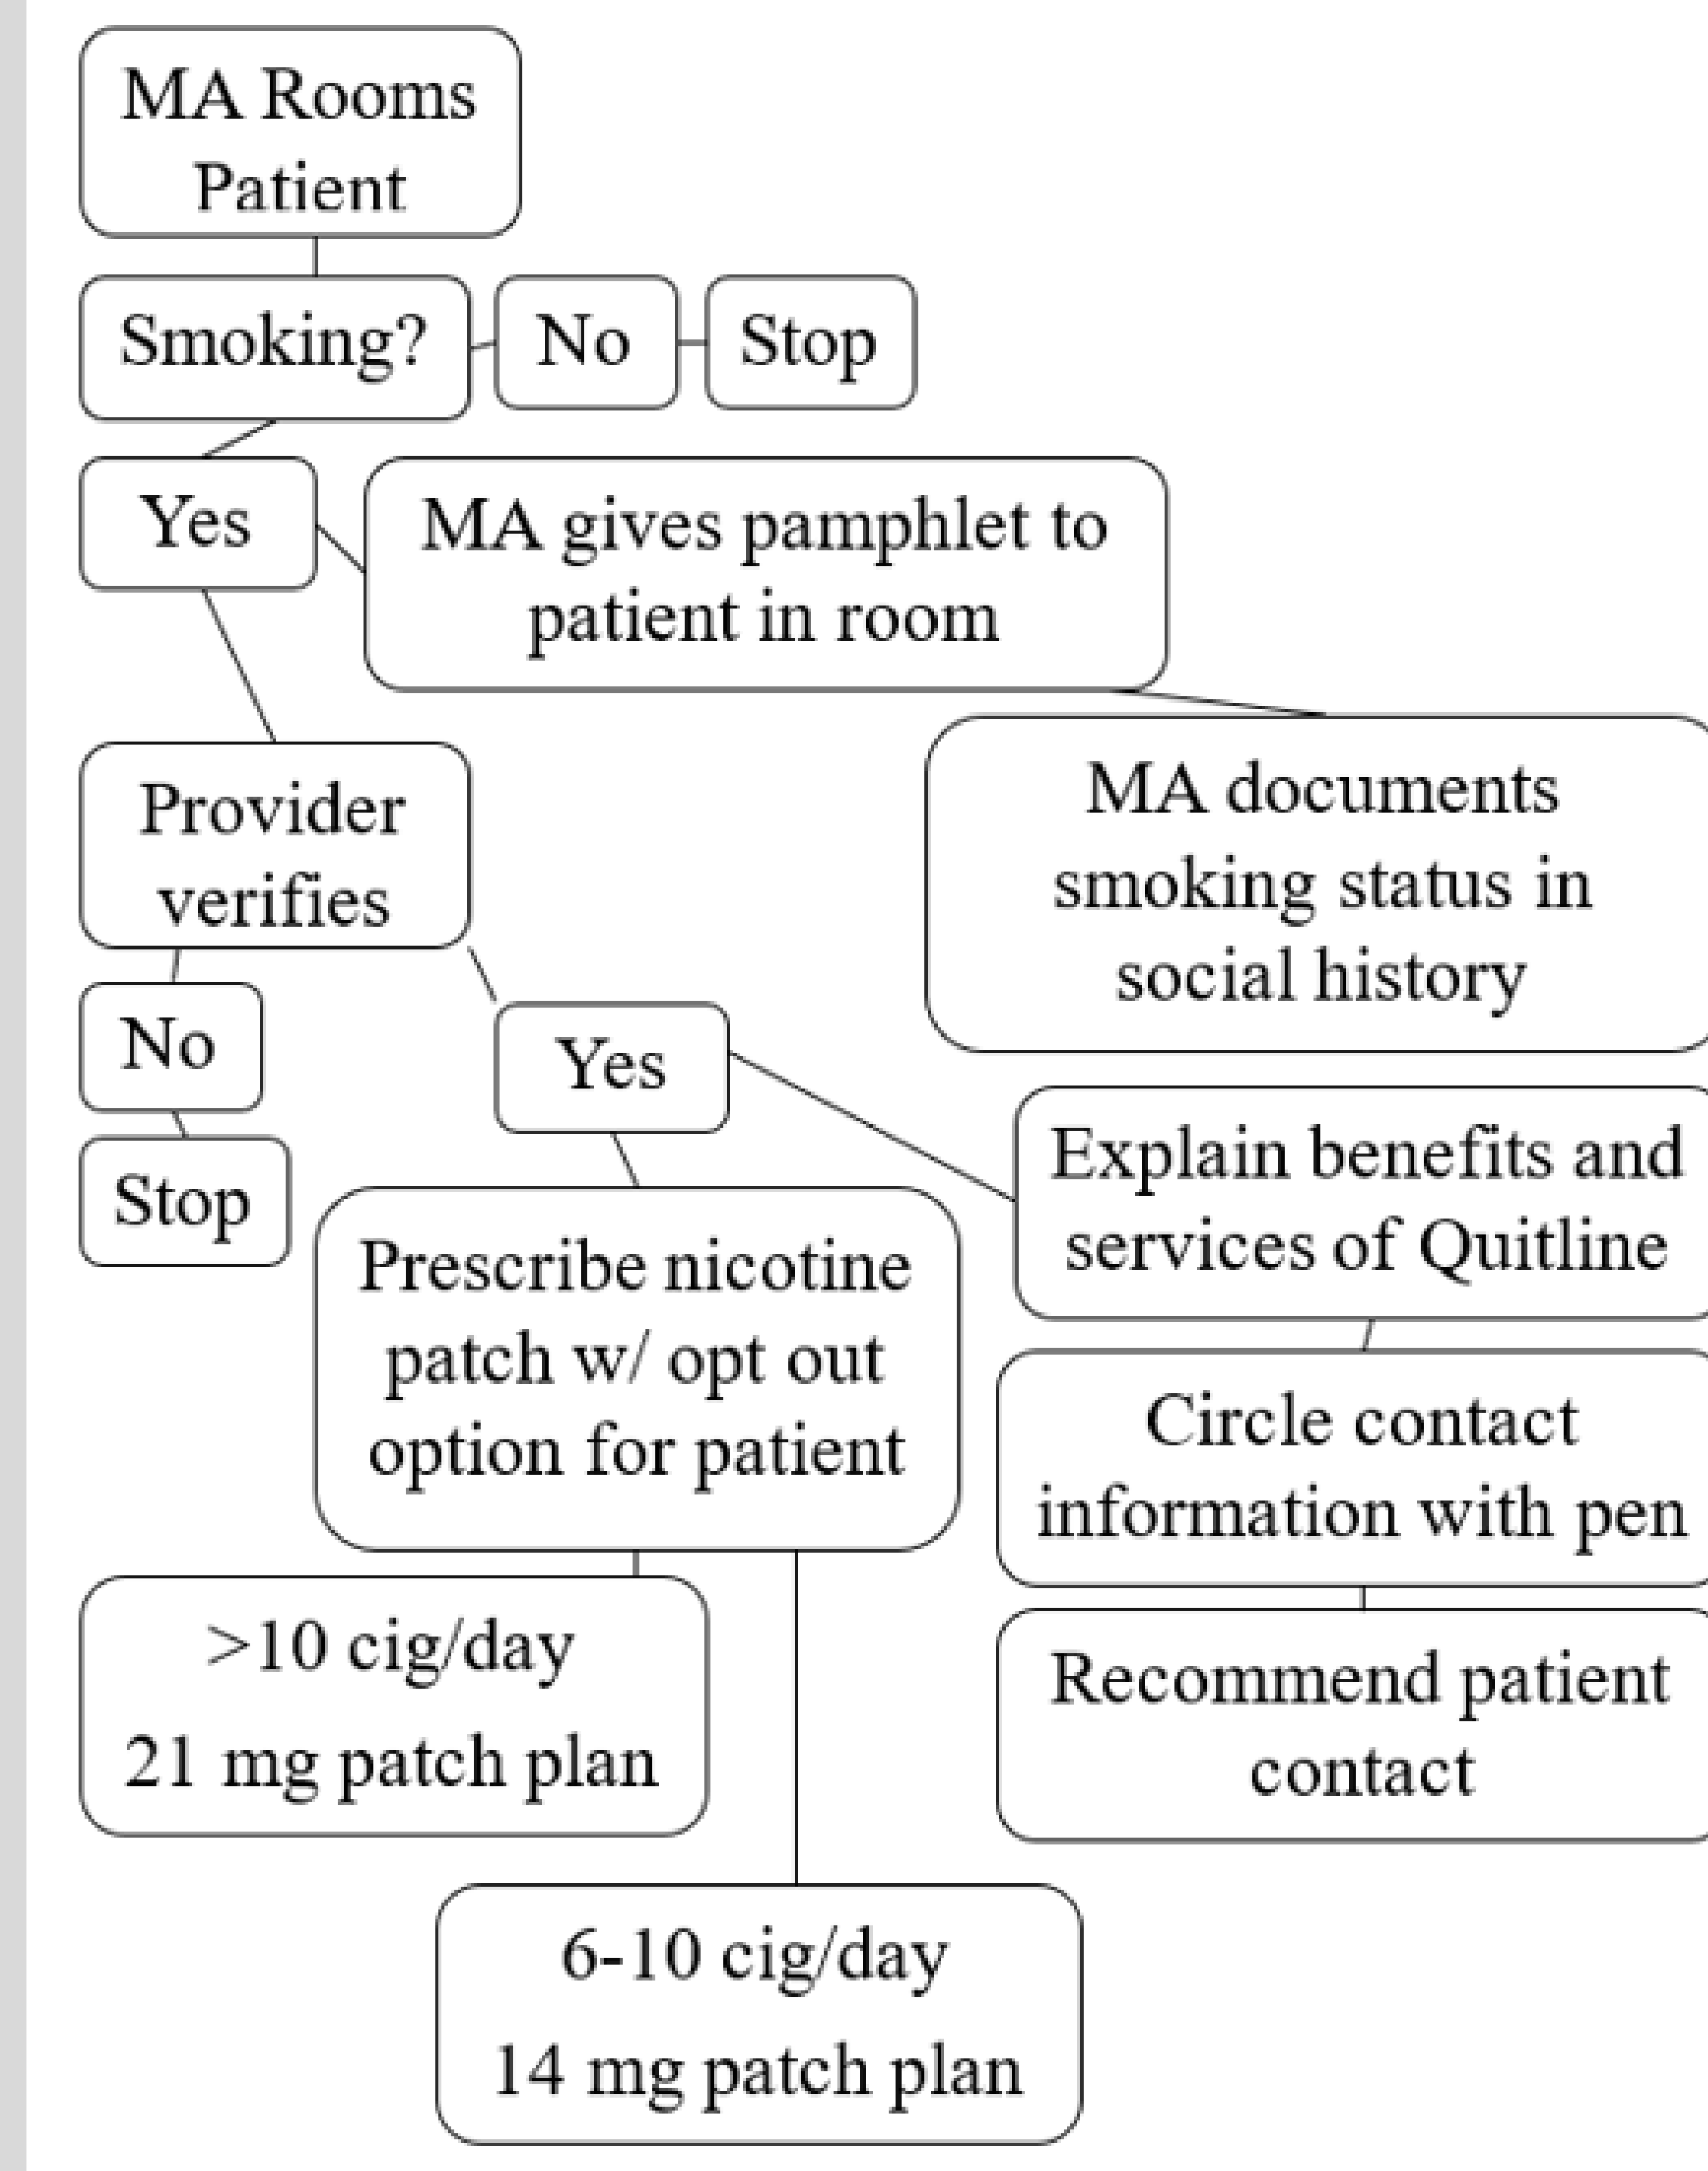 MA Rooms
Patient
Smoking?
No
Stop
Yes
MA gives pamphlet to
patient in room
MA documents
smoking status in
social history
Provider
verifies
No
Stop
Yes
Explain benefits and
services of Quitline
Circle contact
information with pen
Recommend patient
contact
Prescribe nicotine
patch w/ opt out
option for patient
>10 cig/day
21 mg patch plan
6-10 cig/day
14 mg patch plan